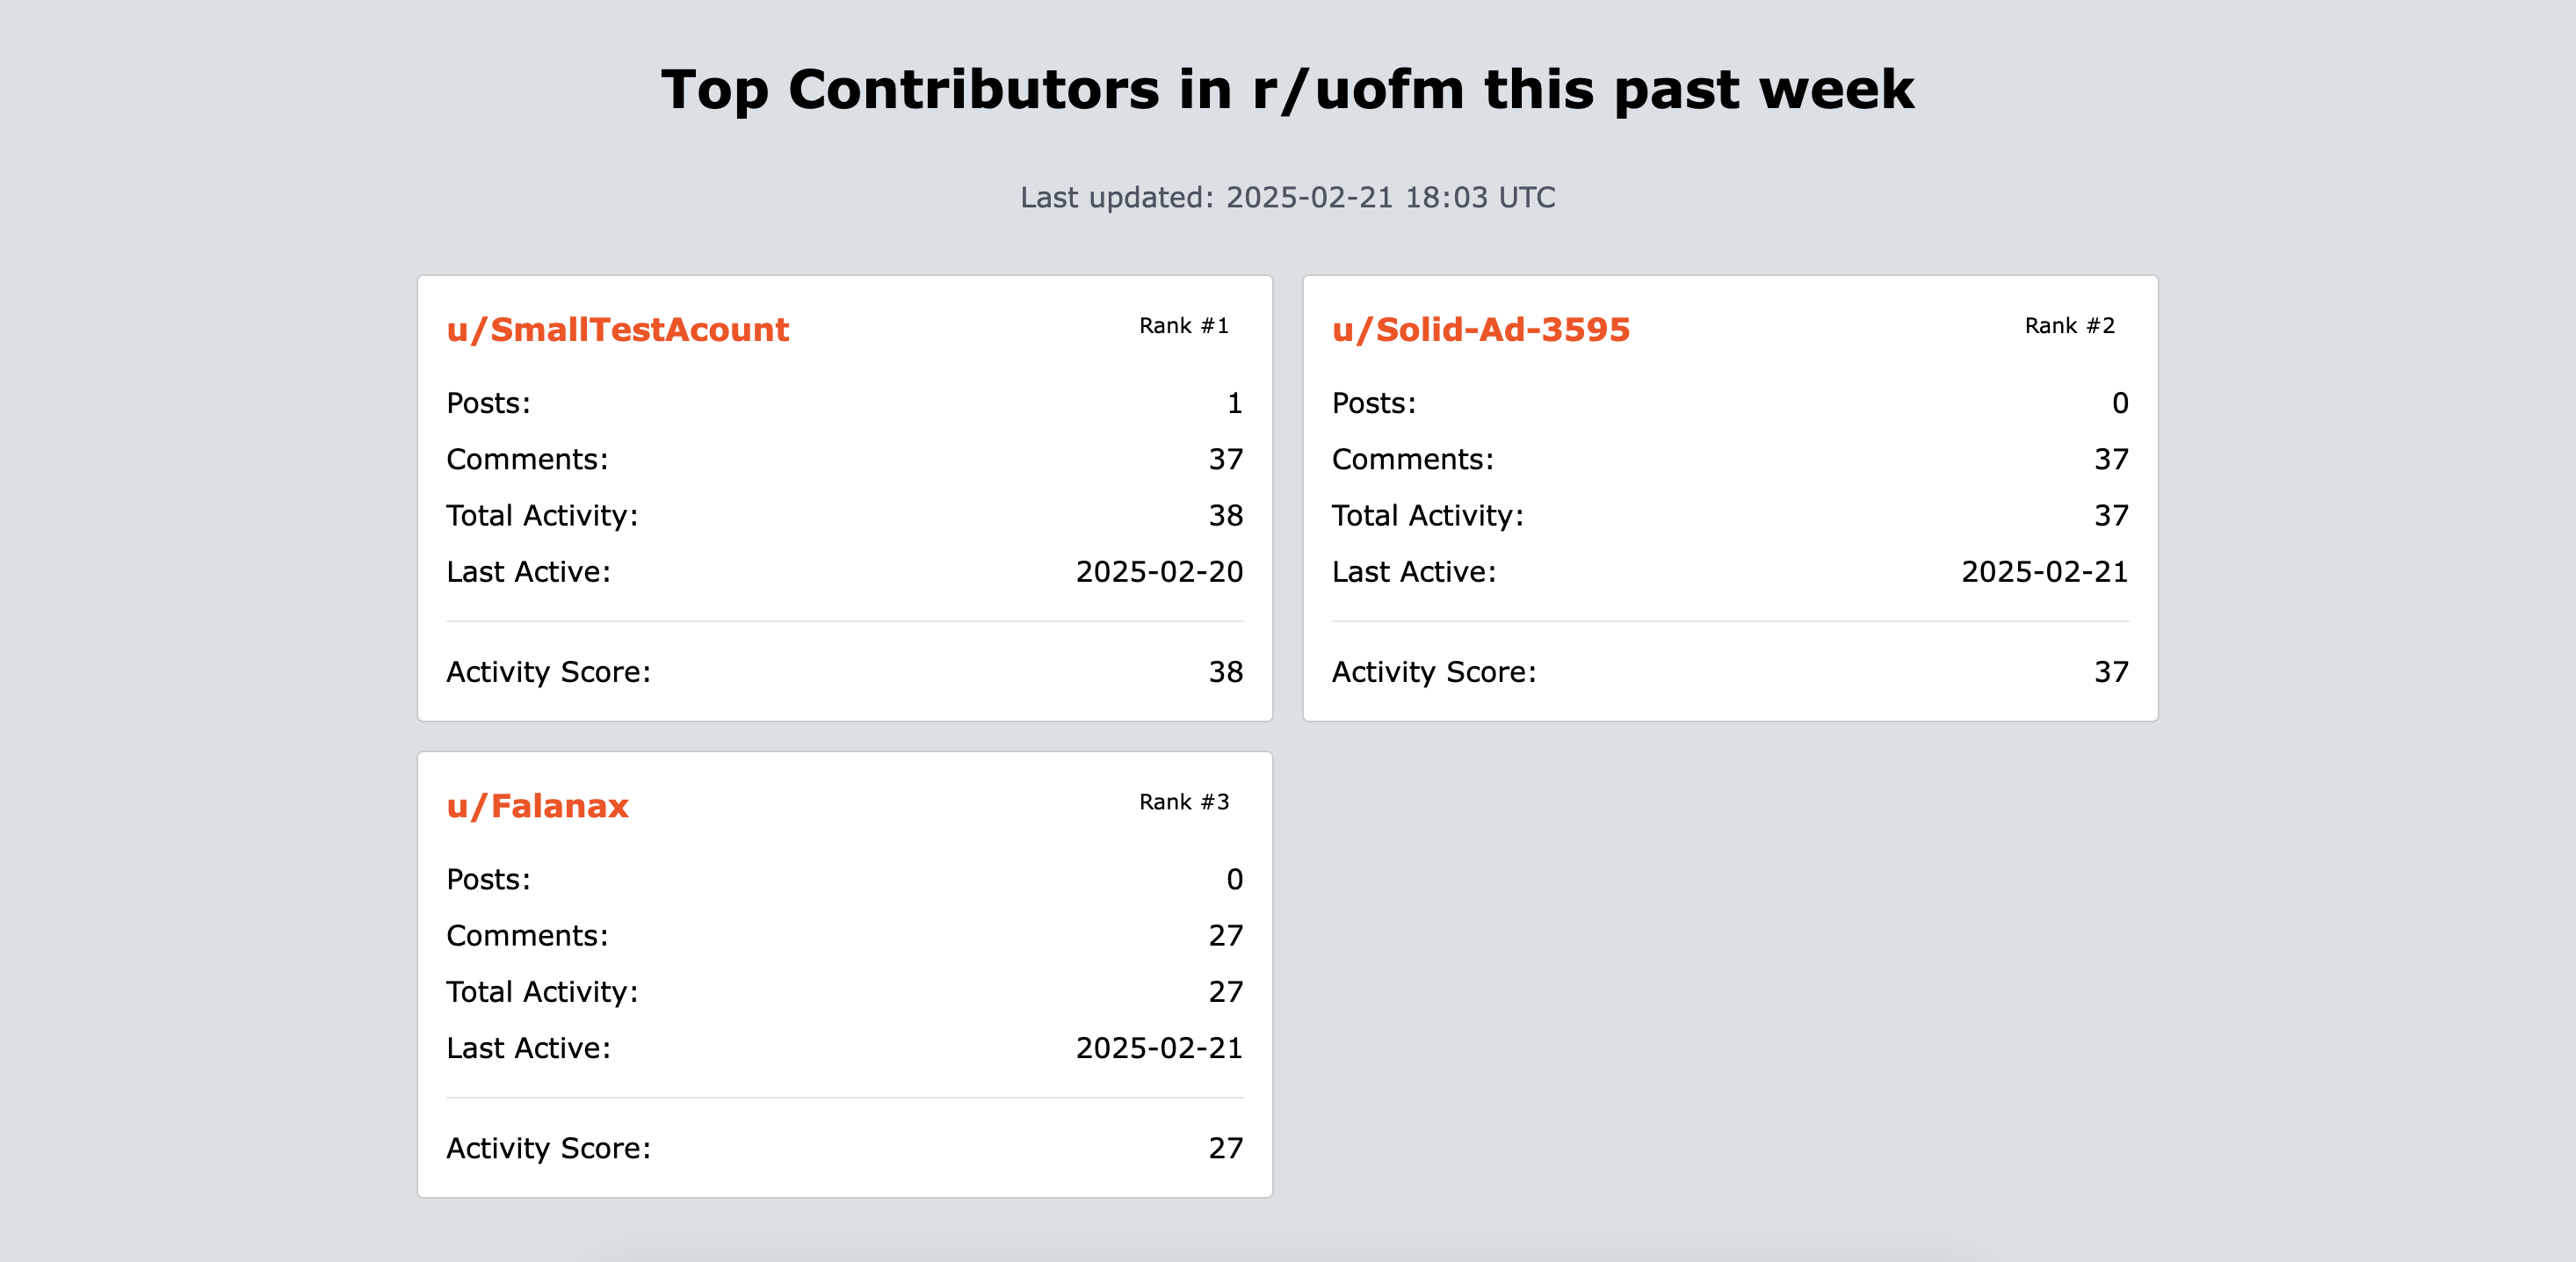 Top Contributors in r/uofm this past week
Last updated: 2025-02-21 18:03 UTC
u/SmallTestAcount Rank #1
Posts: 1
Comments: 37
Total Activity: 38
Last Active: 2025-02-20
Activity Score: 38
u/Solid-Ad-3595 Rank #2
Posts: 0
Comments: 37
Total Activity: 37
Last Active: 2025-02-21
Activity Score: 37
u/Falanax Rank #3
Posts: 0
Comments: 27
Total Activity: 27
Last Active: 2025-02-21
Activity Score: 27